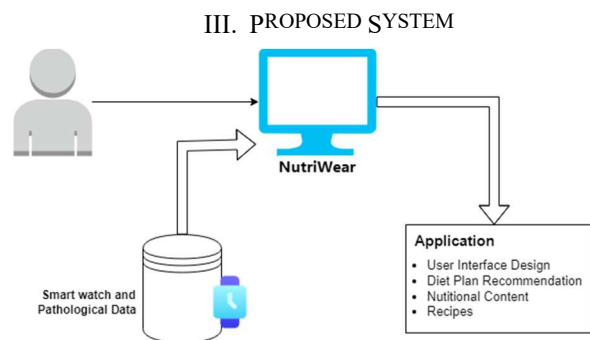 III. PROPOSED SYSTEM
NutriWear
Smart watch and
Pathological Data
Application
• User Interface Design
• Diet Plan Recommendation
• Nutitional Content
• Recipes